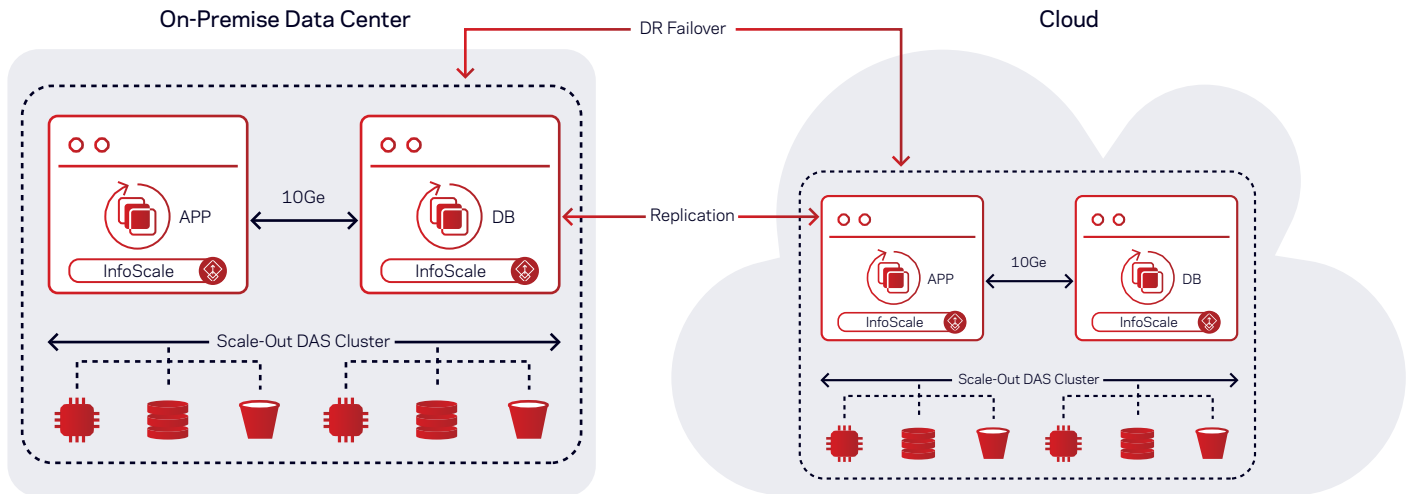 On-Premise Data Center
DR Failover
Cloud
APP
10Ge
DB
InfoScale
InfoScale
Replication
APP
10Ge
DB
InfoScale
InfoScale
Scale-Out DAS Cluster
Scale-Out DAS Cluster